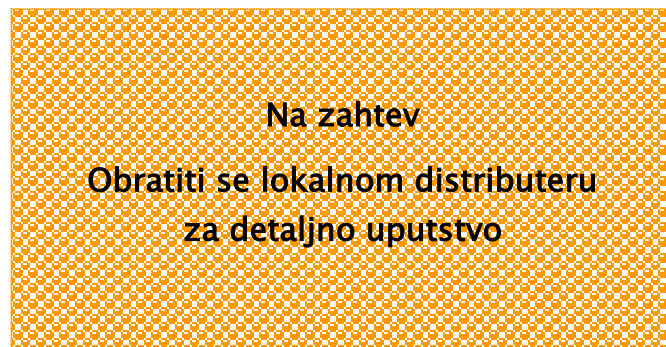 Na zahtev
Obratiti se lokalnom distributeru
za detaljno uputstvo